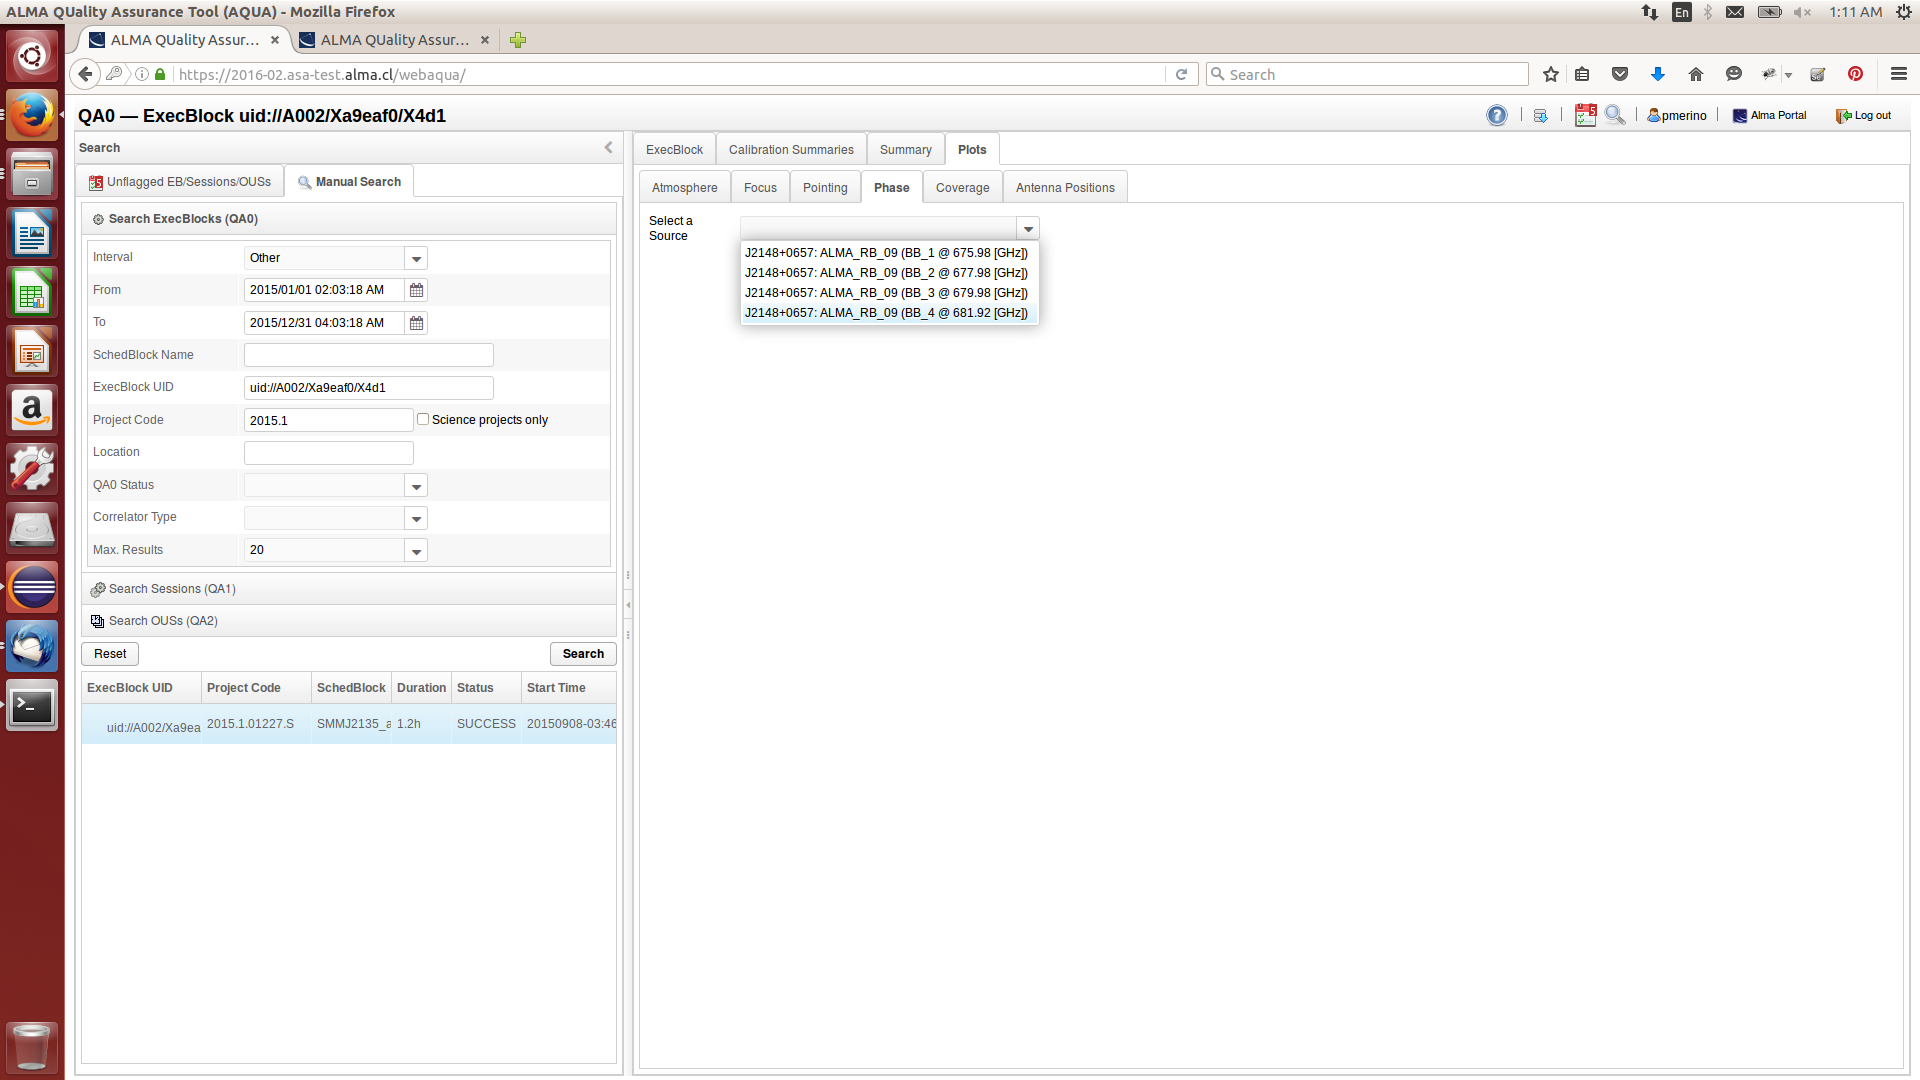 ALMA QUality Assurance Tool (AQUA) - Mozilla Firefox
En
1:11 AM
ALMA QUality Assur...
ALMA QUality Assur...
https://2016-02.asa-test.alma.cl/webaqua/
Search
QA0 — ExecBlock uid://A002/Xa9eaf0/X4d1
pmerino
Alma Portal
Log out
Search
Unflagged EB/Sessions/OUSs
Manual Search
Search ExecBlocks (QA0)
Interval
Other
From
2015/01/01 02:03:18 AM
To
2015/12/31 04:03:18 AM
SchedBlock Name
ExecBlock UID
uid://A002/Xa9eaf0/X4d1
Project Code
2015.1
Science projects only
Location
QA0 Status
Correlator Type
Max. Results
20
Search Sessions (QA1)
Search OUSs (QA2)
Reset
Search
ExecBlock UID
Project Code
SchedBlock
Duration
Status
Start Time
uid://A002/Xa9ea
2015.1.01227.S
SMMJ2135_a
1.2h
SUCCESS
20150908-03:46
ExecBlock
Calibration Summaries
Summary
Plots
Atmosphere
Focus
Pointing
Phase
Coverage
Antenna Positions
Select a
Source
J2148+0657: ALMA_RB_09 (BB_1 @ 675.98 [GHz])
J2148+0657: ALMA_RB_09 (BB_2 @ 677.98 [GHz])
J2148+0657: ALMA_RB_09 (BB_3 @ 679.98 [GHz])
J2148+0657: ALMA_RB_09 (BB_4 @ 681.92 [GHz])